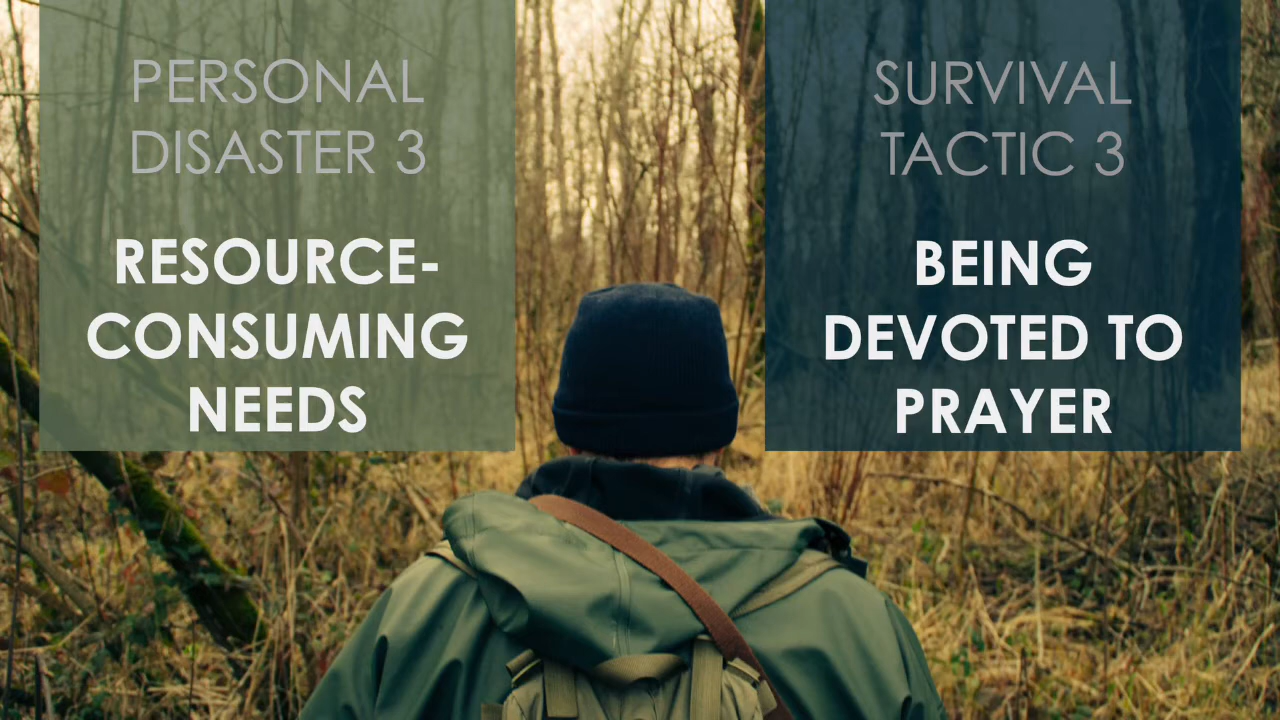 PERSONAL
DISASTER 3
RESOURCE-
CONSUMING
NEEDS
SURVIVAL
TACTIC 3
BEING
DEVOTED TO
PRAYER